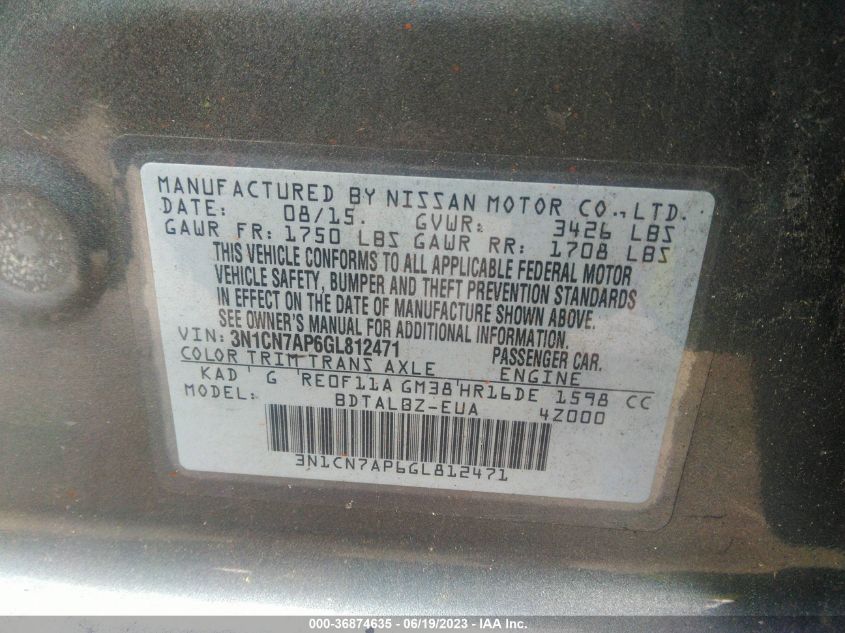 MANUFACTURED BY NISSAN MOTOR CO., LTD.
DATE: 08/15. GVWR: 3426 LBS
GAWR FR: 1750 LBS GAWR RR: 1708 LBS
THIS VEHICLE CONFORMS TO ALL APPLICABLE FEDERAL MOTOR
VEHICLE SAFETY, BUMPER AND THEFT PREVENTION STANDARDS
IN EFFECT ON THE DATE OF MANUFACTURE SHOWN ABOVE.
SEE OWNER'S MANUAL FOR ADDITIONAL INFORMATION.
VIN: 3N1CN7AP6GL812471 PASSENGER CAR.
COLOR TRIM TRANS AXLE ENGINE
KAD G RE0F11A GM38 HR16DE 1598 CC
MODEL: BDTALBZ-EUA 4Z000
3N1CN7AP6GL812471
000-36874635 - 06/19/2023 - ©IAA, Inc.